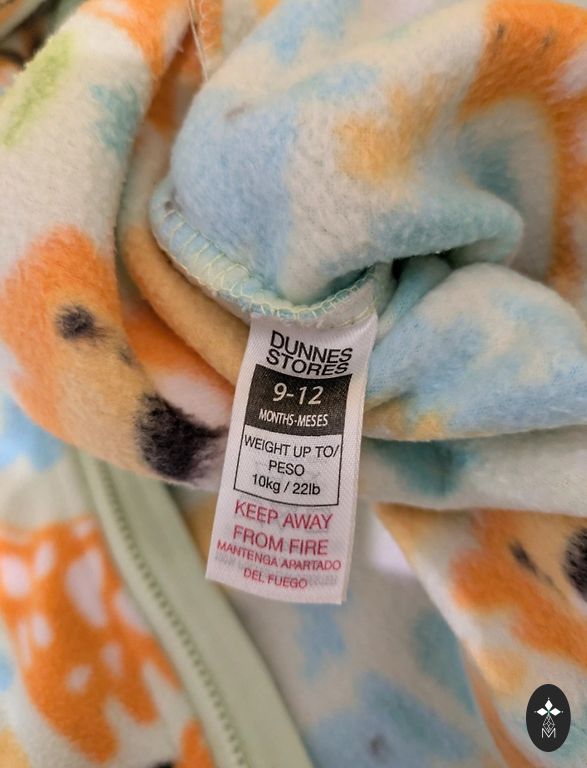 DUNNES
STORES
9-12
MONTHS-MESES
WEIGHT UP TO/
PESO
10kg / 22lb
KEEP AWAY
FROM FIRE
MANTENGA APARTADO
DEL FUEGO